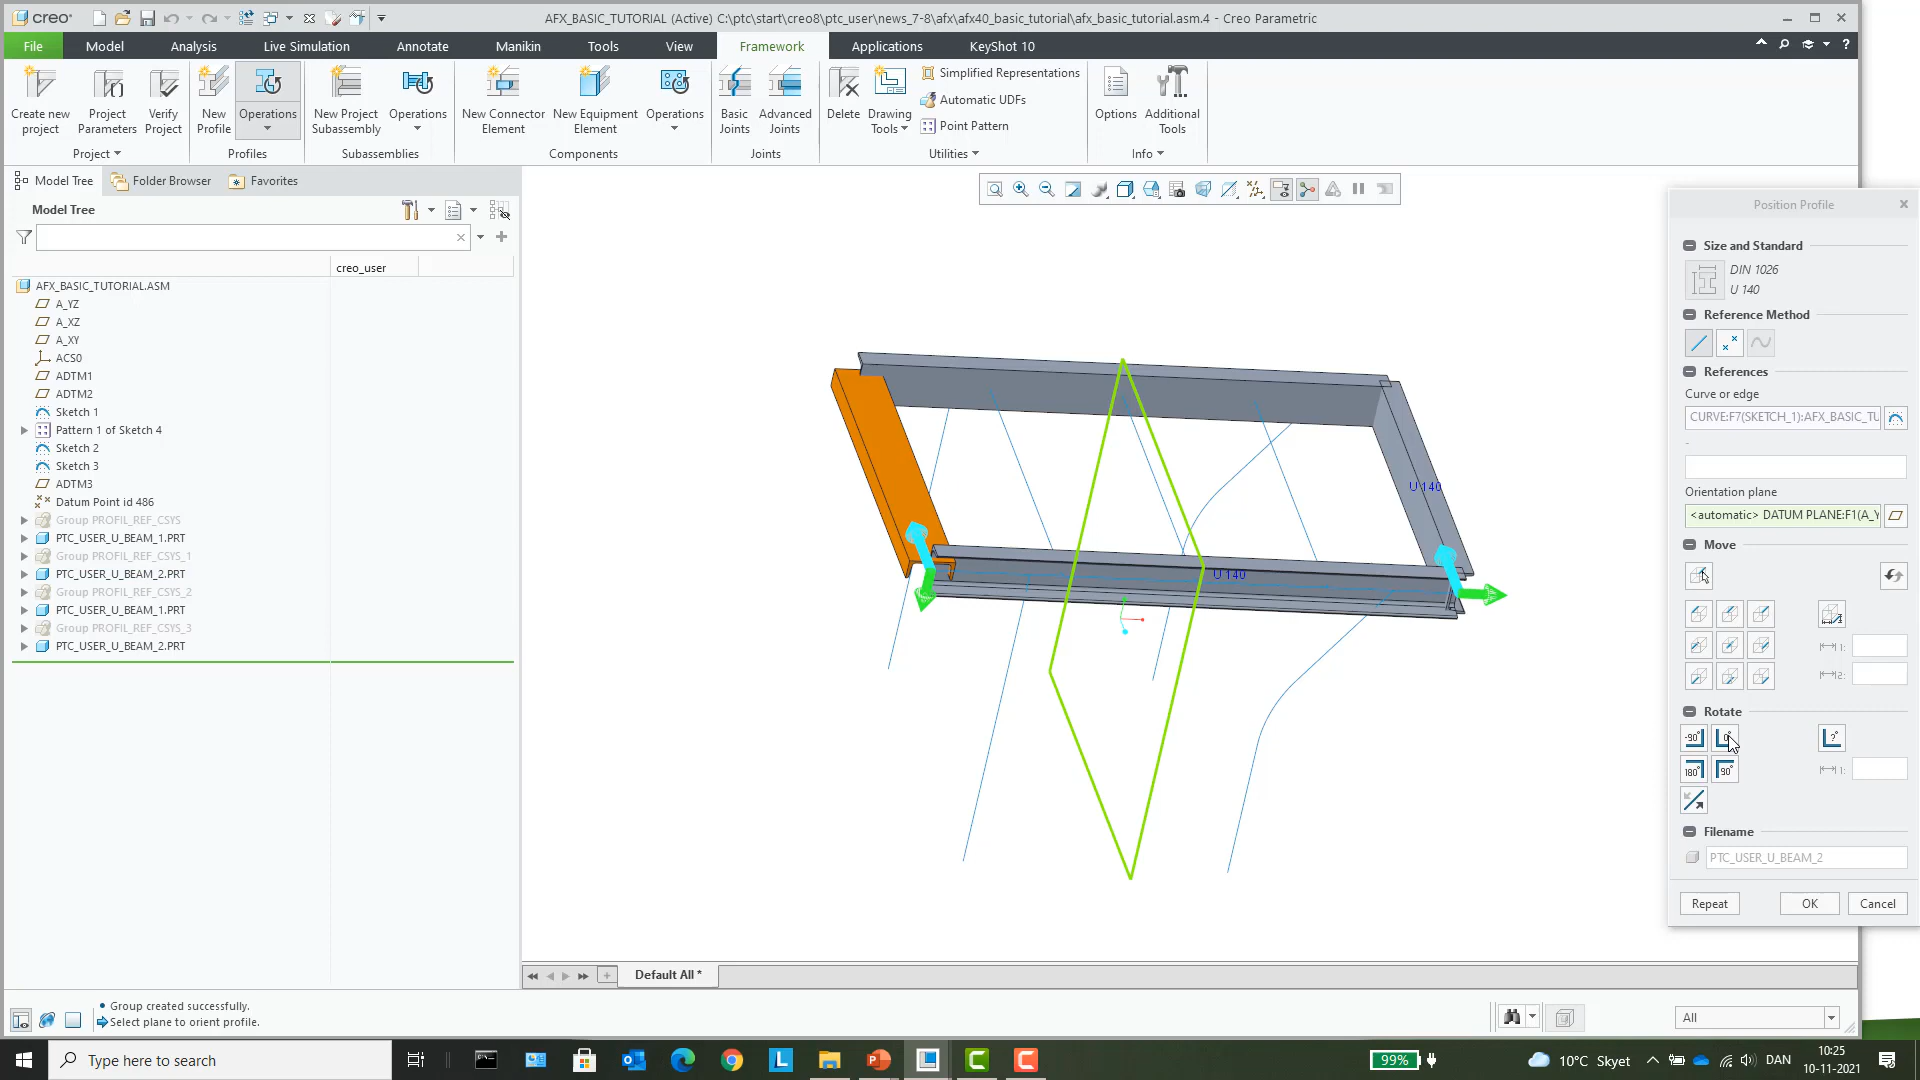 creo
AFX_BASIC_TUTORIAL (Active) C:\ptc\start\creo8\ptc_user\news_7-8\afx\afx40_basic_tutorial\afx_basic_tutorial.asm.4 - Creo Parametric
File
Model
Analysis
Live Simulation
Annotate
Manikin
Tools
View
Framework
Applications
KeyShot 10
Create new project
Project Parameters
Verify Project
New Profile
Operations
New Project Subassembly
Operations
New Connector Element
New Equipment Element
Operations
Basic Joints
Advanced Joints
Delete
Drawing Tools
Simplified Representations
Automatic UDFs
Point Pattern
Options
Additional Tools
Project
Profiles
Subassemblies
Components
Joints
Utilities
Info
Model Tree
Folder Browser
Favorites
Model Tree
creo_user
AFX_BASIC_TUTORIAL.ASM
A_YZ
A_XZ
A_XY
ACS0
ADTM1
ADTM2
Sketch 1
Pattern 1 of Sketch 4
Sketch 2
Sketch 3
ADTM3
Datum Point id 486
Group PROFIL_REF_CSYS
PTC_USER_U_BEAM_1.PRT
Group PROFIL_REF_CSYS_1
PTC_USER_U_BEAM_2.PRT
Group PROFIL_REF_CSYS_2
PTC_USER_U_BEAM_1.PRT
Group PROFIL_REF_CSYS_3
PTC_USER_U_BEAM_2.PRT
U 140
U 140
Position Profile
Size and Standard
DIN 1026
U 140
Reference Method
References
Curve or edge
CURVE:F7(SKETCH_1):AFX_BASIC_TU
-
Orientation plane
<automatic> DATUM PLANE:F1(A_Y
Move
1:
2:
Rotate
-90°
0°
?°
180°
90°
1:
Filename
PTC_USER_U_BEAM_2
Repeat
OK
Cancel
Default All *
• Group created successfully.
Select plane to orient profile.
All
Type here to search
99%
10°C Skyet
DAN
10:25
10-11-2021